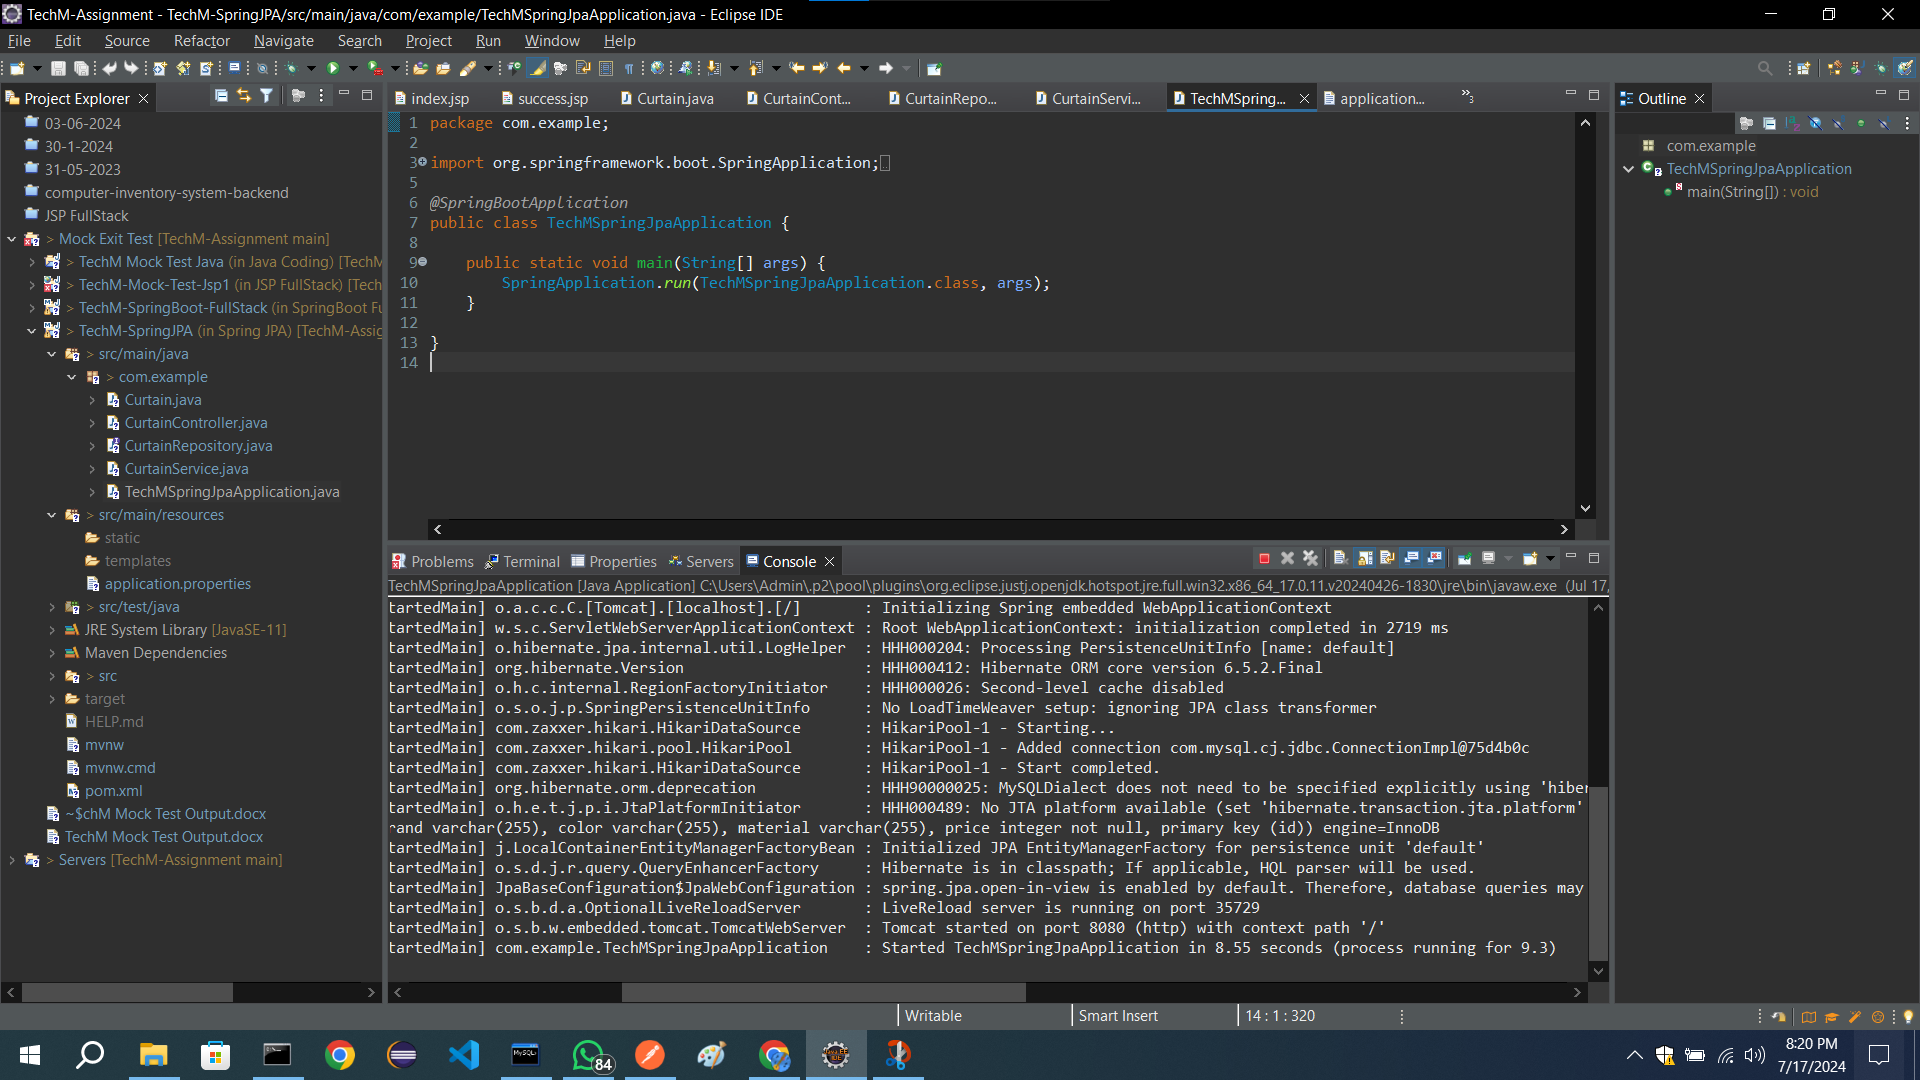 TechM-Assignment - TechM-SpringJPA/src/main/java/com/example/TechMSpringJpaApplication.java - Eclipse IDE
File Edit Source Refactor Navigate Search Project Run Window Help
Project Explorer
03-06-2024
30-1-2024
31-05-2023
computer-inventory-system-backend
JSP FullStack
> Mock Exit Test [TechM-Assignment main]
> TechM Mock Test Java (in Java Coding) [TechM
> TechM-Mock-Test-Jsp1 (in JSP FullStack) [Tech
> TechM-SpringBoot-FullStack (in SpringBoot Fu
> TechM-SpringJPA (in Spring JPA) [TechM-Assig
> src/main/java
> com.example
Curtain.java
CurtainController.java
CurtainRepository.java
CurtainService.java
TechMSpringJpaApplication.java
> src/main/resources
static
templates
application.properties
> src/test/java
JRE System Library [JavaSE-11]
Maven Dependencies
> src
target
HELP.md
mvnw
mvnw.cmd
pom.xml
~$chM Mock Test Output.docx
TechM Mock Test Output.docx
> Servers [TechM-Assignment main]
index.jsp success.jsp Curtain.java CurtainCont... CurtainRepo... CurtainServi... TechMSpring... application... »3
1 package com.example;
2
3 import org.springframework.boot.SpringApplication;
5
6 @SpringBootApplication
7 public class TechMSpringJpaApplication {
8
9 public static void main(String[] args) {
10 SpringApplication.run(TechMSpringJpaApplication.class, args);
11 }
12
13 }
14
Problems Terminal Properties Servers Console
TechMSpringJpaApplication [Java Application] C:\Users\Admin\.p2\pool\plugins\org.eclipse.justj.openjdk.hotspot.jre.full.win32.x86_64_17.0.11.v20240426-1830\jre\bin\javaw.exe (Jul 17,
tartedMain] o.a.c.c.C.[Tomcat].[localhost].[/] : Initializing Spring embedded WebApplicationContext
tartedMain] w.s.c.ServletWebServerApplicationContext : Root WebApplicationContext: initialization completed in 2719 ms
tartedMain] o.hibernate.jpa.internal.util.LogHelper : HHH000204: Processing PersistenceUnitInfo [name: default]
tartedMain] org.hibernate.Version : HHH000412: Hibernate ORM core version 6.5.2.Final
tartedMain] o.h.c.internal.RegionFactoryInitiator : HHH000026: Second-level cache disabled
tartedMain] o.s.o.j.p.SpringPersistenceUnitInfo : No LoadTimeWeaver setup: ignoring JPA class transformer
tartedMain] com.zaxxer.hikari.HikariDataSource : HikariPool-1 - Starting...
tartedMain] com.zaxxer.hikari.pool.HikariPool : HikariPool-1 - Added connection com.mysql.cj.jdbc.ConnectionImpl@75d4b0c
tartedMain] com.zaxxer.hikari.HikariDataSource : HikariPool-1 - Start completed.
tartedMain] org.hibernate.orm.deprecation : HHH90000025: MySQLDialect does not need to be specified explicitly using 'hiber
tartedMain] o.h.e.t.j.p.i.JtaPlatformInitiator : HHH000489: No JTA platform available (set 'hibernate.transaction.jta.platform'
rand varchar(255), color varchar(255), material varchar(255), price integer not null, primary key (id)) engine=InnoDB
tartedMain] j.LocalContainerEntityManagerFactoryBean : Initialized JPA EntityManagerFactory for persistence unit 'default'
tartedMain] o.s.d.j.r.query.QueryEnhancerFactory : Hibernate is in classpath; If applicable, HQL parser will be used.
tartedMain] JpaBaseConfiguration$JpaWebConfiguration : spring.jpa.open-in-view is enabled by default. Therefore, database queries may
tartedMain] o.s.b.d.a.OptionalLiveReloadServer : LiveReload server is running on port 35729
tartedMain] o.s.b.w.embedded.tomcat.TomcatWebServer : Tomcat started on port 8080 (http) with context path '/'
tartedMain] com.example.TechMSpringJpaApplication : Started TechMSpringJpaApplication in 8.55 seconds (process running for 9.3)
Outline
com.example
TechMSpringJpaApplication
main(String[]) : void
Writable Smart Insert 14 : 1 : 320
MySQL
84
8:20 PM
7/17/2024